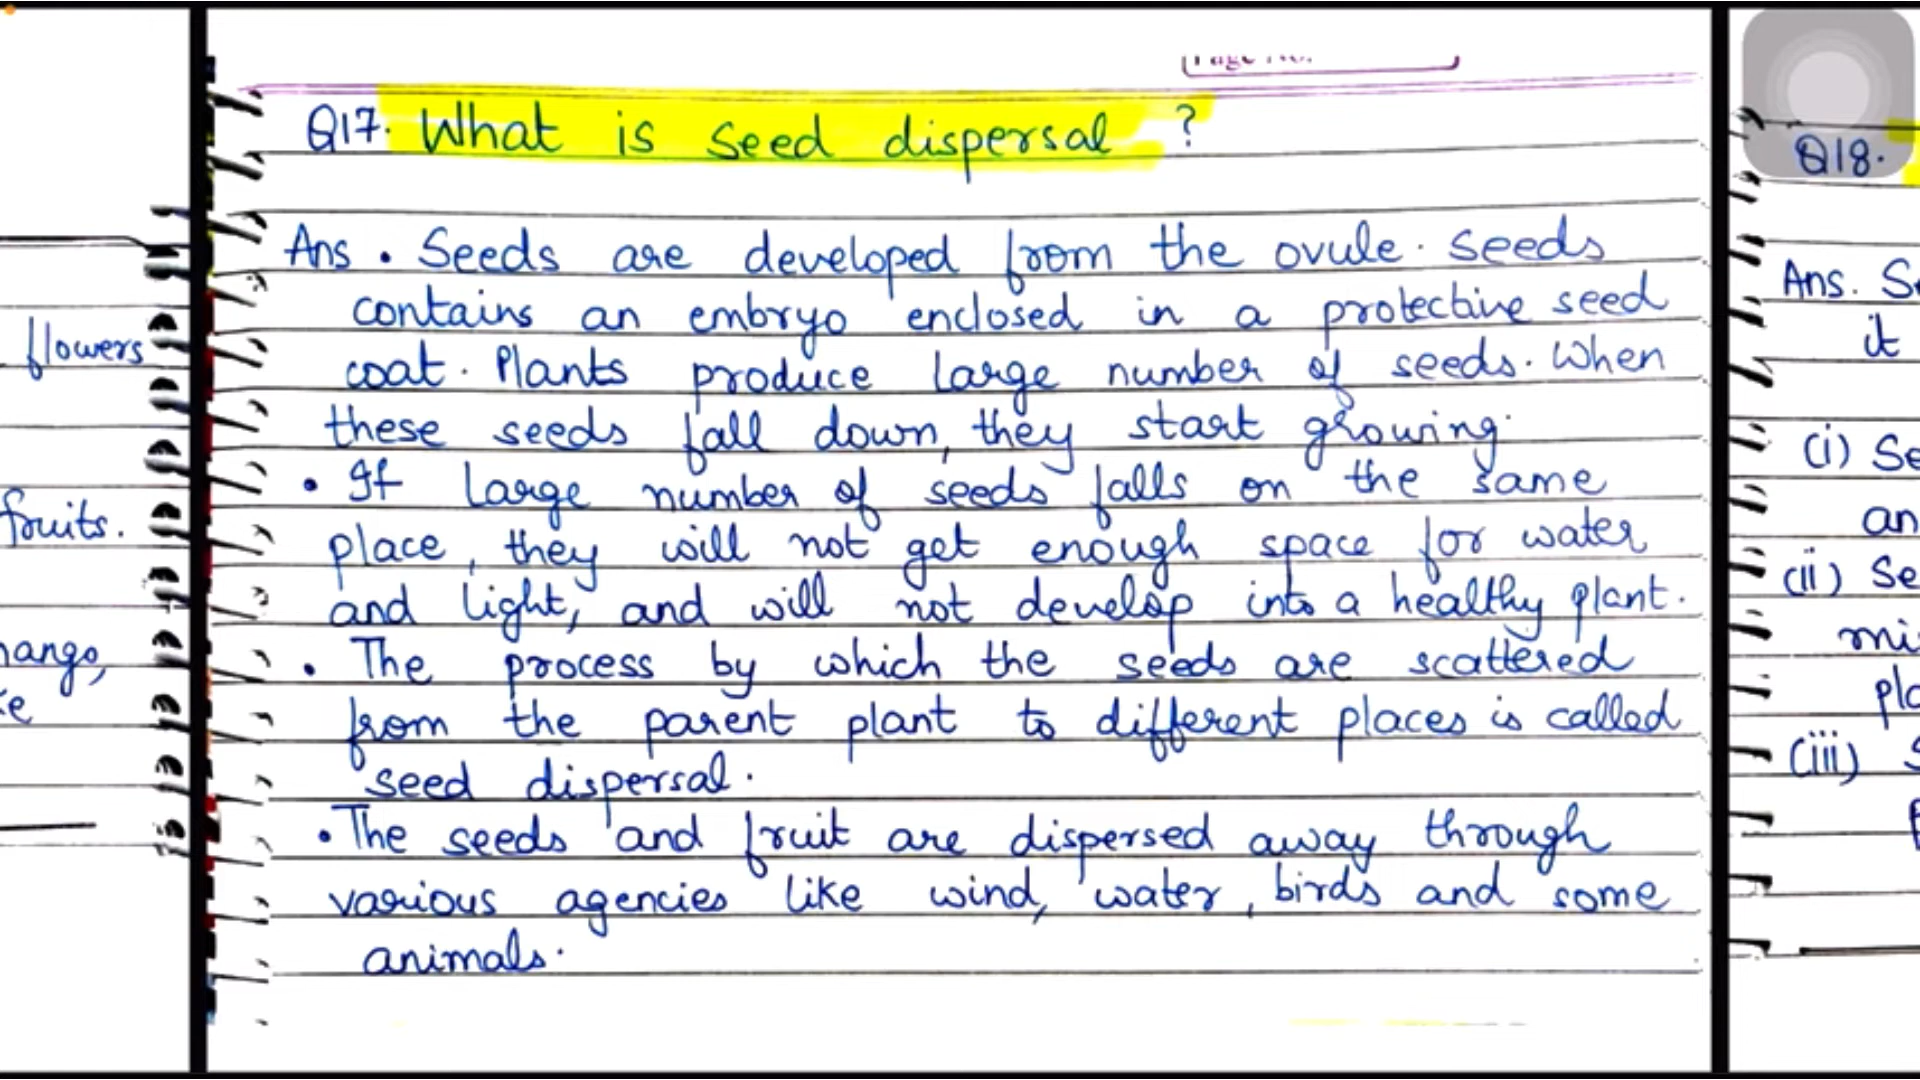 flowers
fruits.
Q17. What is seed dispersal ?
Ans . Seeds are developed from the ovule. Seeds
contains an embryo enclosed in a protective seed
coat. Plants produce large number of seeds. When
these seeds fall down, they start growing.
• If large number of seeds falls on the same
place, they will not get enough space for water
and light, and will not develop into a healthy plant.
• The process by which the seeds are scattered
from the parent plant to different places is called
seed dispersal.
• The seeds and fruit are dispersed away through
various agencies like wind, water, birds and some
animals.
Q18.
Ans.
it
(i)
(ii)
(iii)